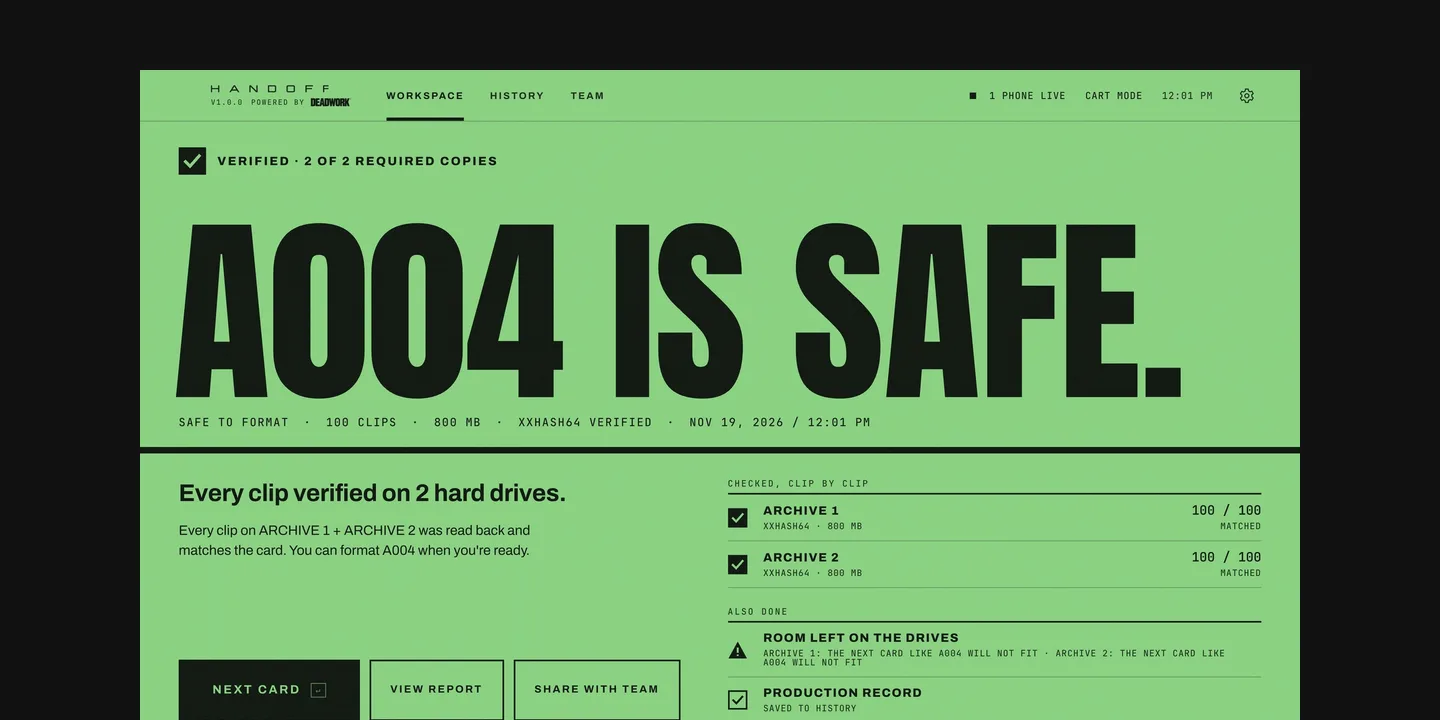 HANDOFF
V1.0.0 POWERED BY DEADWORK
WORKSPACE HISTORY TEAM
1 PHONE LIVE CART MODE 12:01 PM
VERIFIED · 2 OF 2 REQUIRED COPIES
A004 IS SAFE.
SAFE TO FORMAT · 100 CLIPS · 800 MB · XXHASH64 VERIFIED · NOV 19, 2026 / 12:01 PM
Every clip verified on 2 hard drives.
Every clip on ARCHIVE 1 + ARCHIVE 2 was read back and
matches the card. You can format A004 when you're ready.
NEXT CARD ↵
VIEW REPORT
SHARE WITH TEAM
CHECKED, CLIP BY CLIP
ARCHIVE 1 100 / 100
XXHASH64 · 800 MB MATCHED
ARCHIVE 2 100 / 100
XXHASH64 · 800 MB MATCHED
ALSO DONE
ROOM LEFT ON THE DRIVES
ARCHIVE 1: THE NEXT CARD LIKE A004 WILL NOT FIT · ARCHIVE 2: THE NEXT CARD LIKE
A004 WILL NOT FIT
PRODUCTION RECORD
SAVED TO HISTORY